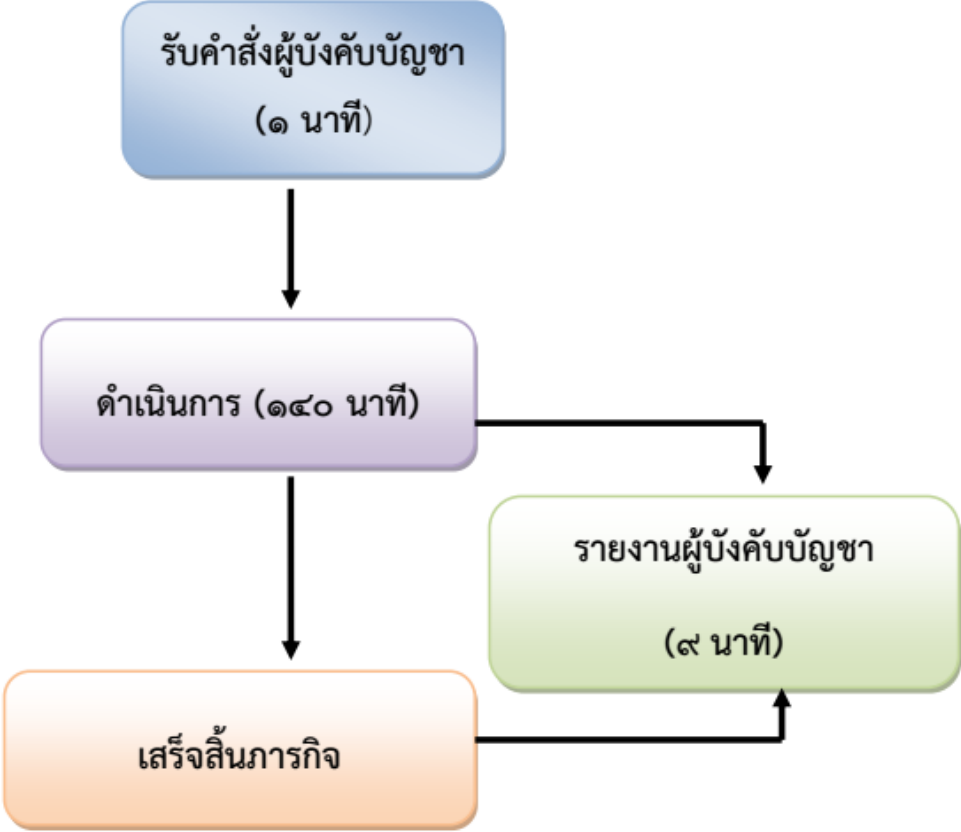 รับคำสั่งผู้บังคับบัญชา
(๑ นาที)
ดำเนินการ (๑๔๐ นาที)
รายงานผู้บังคับบัญชา
(๙ นาที)
เสร็จสิ้นภารกิจ